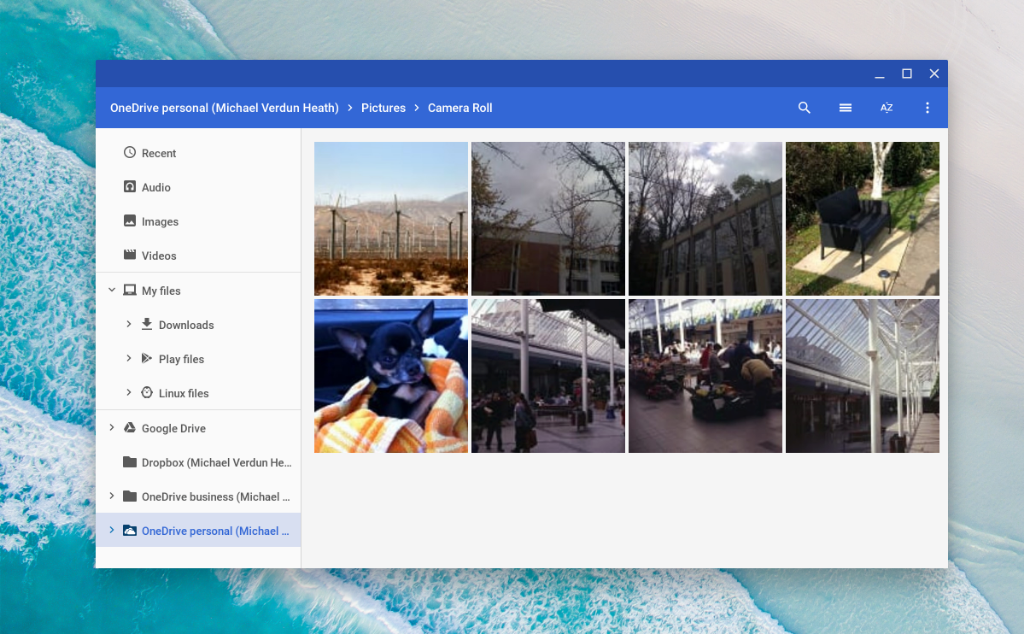 OneDrive personal (Michael Verdun Heath) > Pictures > Camera Roll
AZ
Recent
Audio
Images
Videos
My files
Downloads
Play files
Linux files
Google Drive
Dropbox (Michael Verdun He...
OneDrive business (Michael ...
OneDrive personal (Michael ...